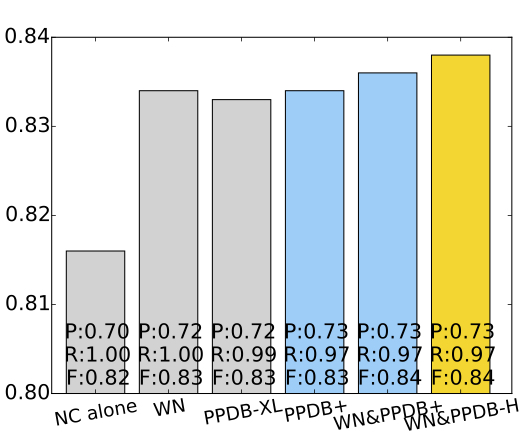 0.84
0.83
0.82
0.81
0.80
P:0.70 P:0.72 P:0.72 P:0.73 P:0.73 P:0.73
R:1.00 R:1.00 R:0.99 R:0.97 R:0.97 R:0.97
F:0.82 F:0.83 F:0.83 F:0.83 F:0.84 F:0.84
NC alone WN PPDB-XL PPDB+ WN&PPDB+ WN&PPDB-H